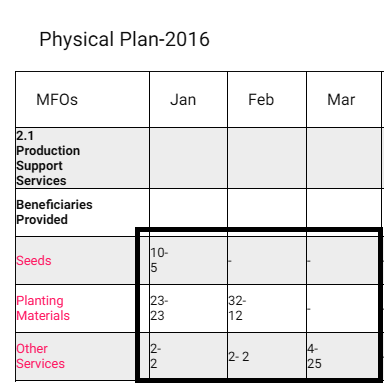 Physical Plan-2016
MFOs Jan Feb Mar
2.1
Production
Support
Services
Beneficiaries
Provided
Seeds 10-
5 - -
Planting
Materials 23-
23 32-
12 -
Other
Services 2-
2 2- 2 4-
25